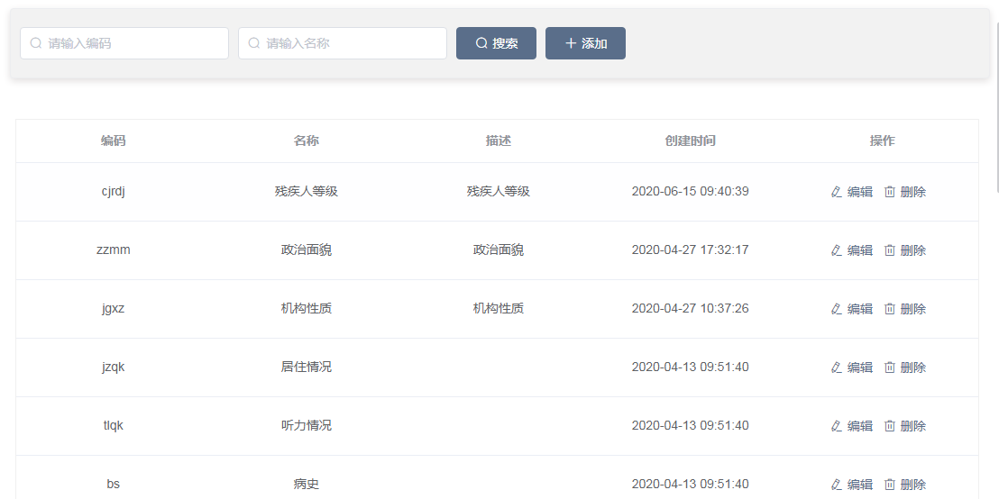 请输入编码 请输入名称 搜索 添加
编码 名称 描述 创建时间 操作
cjrdj 残疾人等级 残疾人等级 2020-06-15 09:40:39 编辑 删除
zzmm 政治面貌 政治面貌 2020-04-27 17:32:17 编辑 删除
jgxz 机构性质 机构性质 2020-04-27 10:37:26 编辑 删除
jzqk 居住情况 2020-04-13 09:51:40 编辑 删除
tlqk 听力情况 2020-04-13 09:51:40 编辑 删除
bs 病史 2020-04-13 09:51:40 编辑 删除